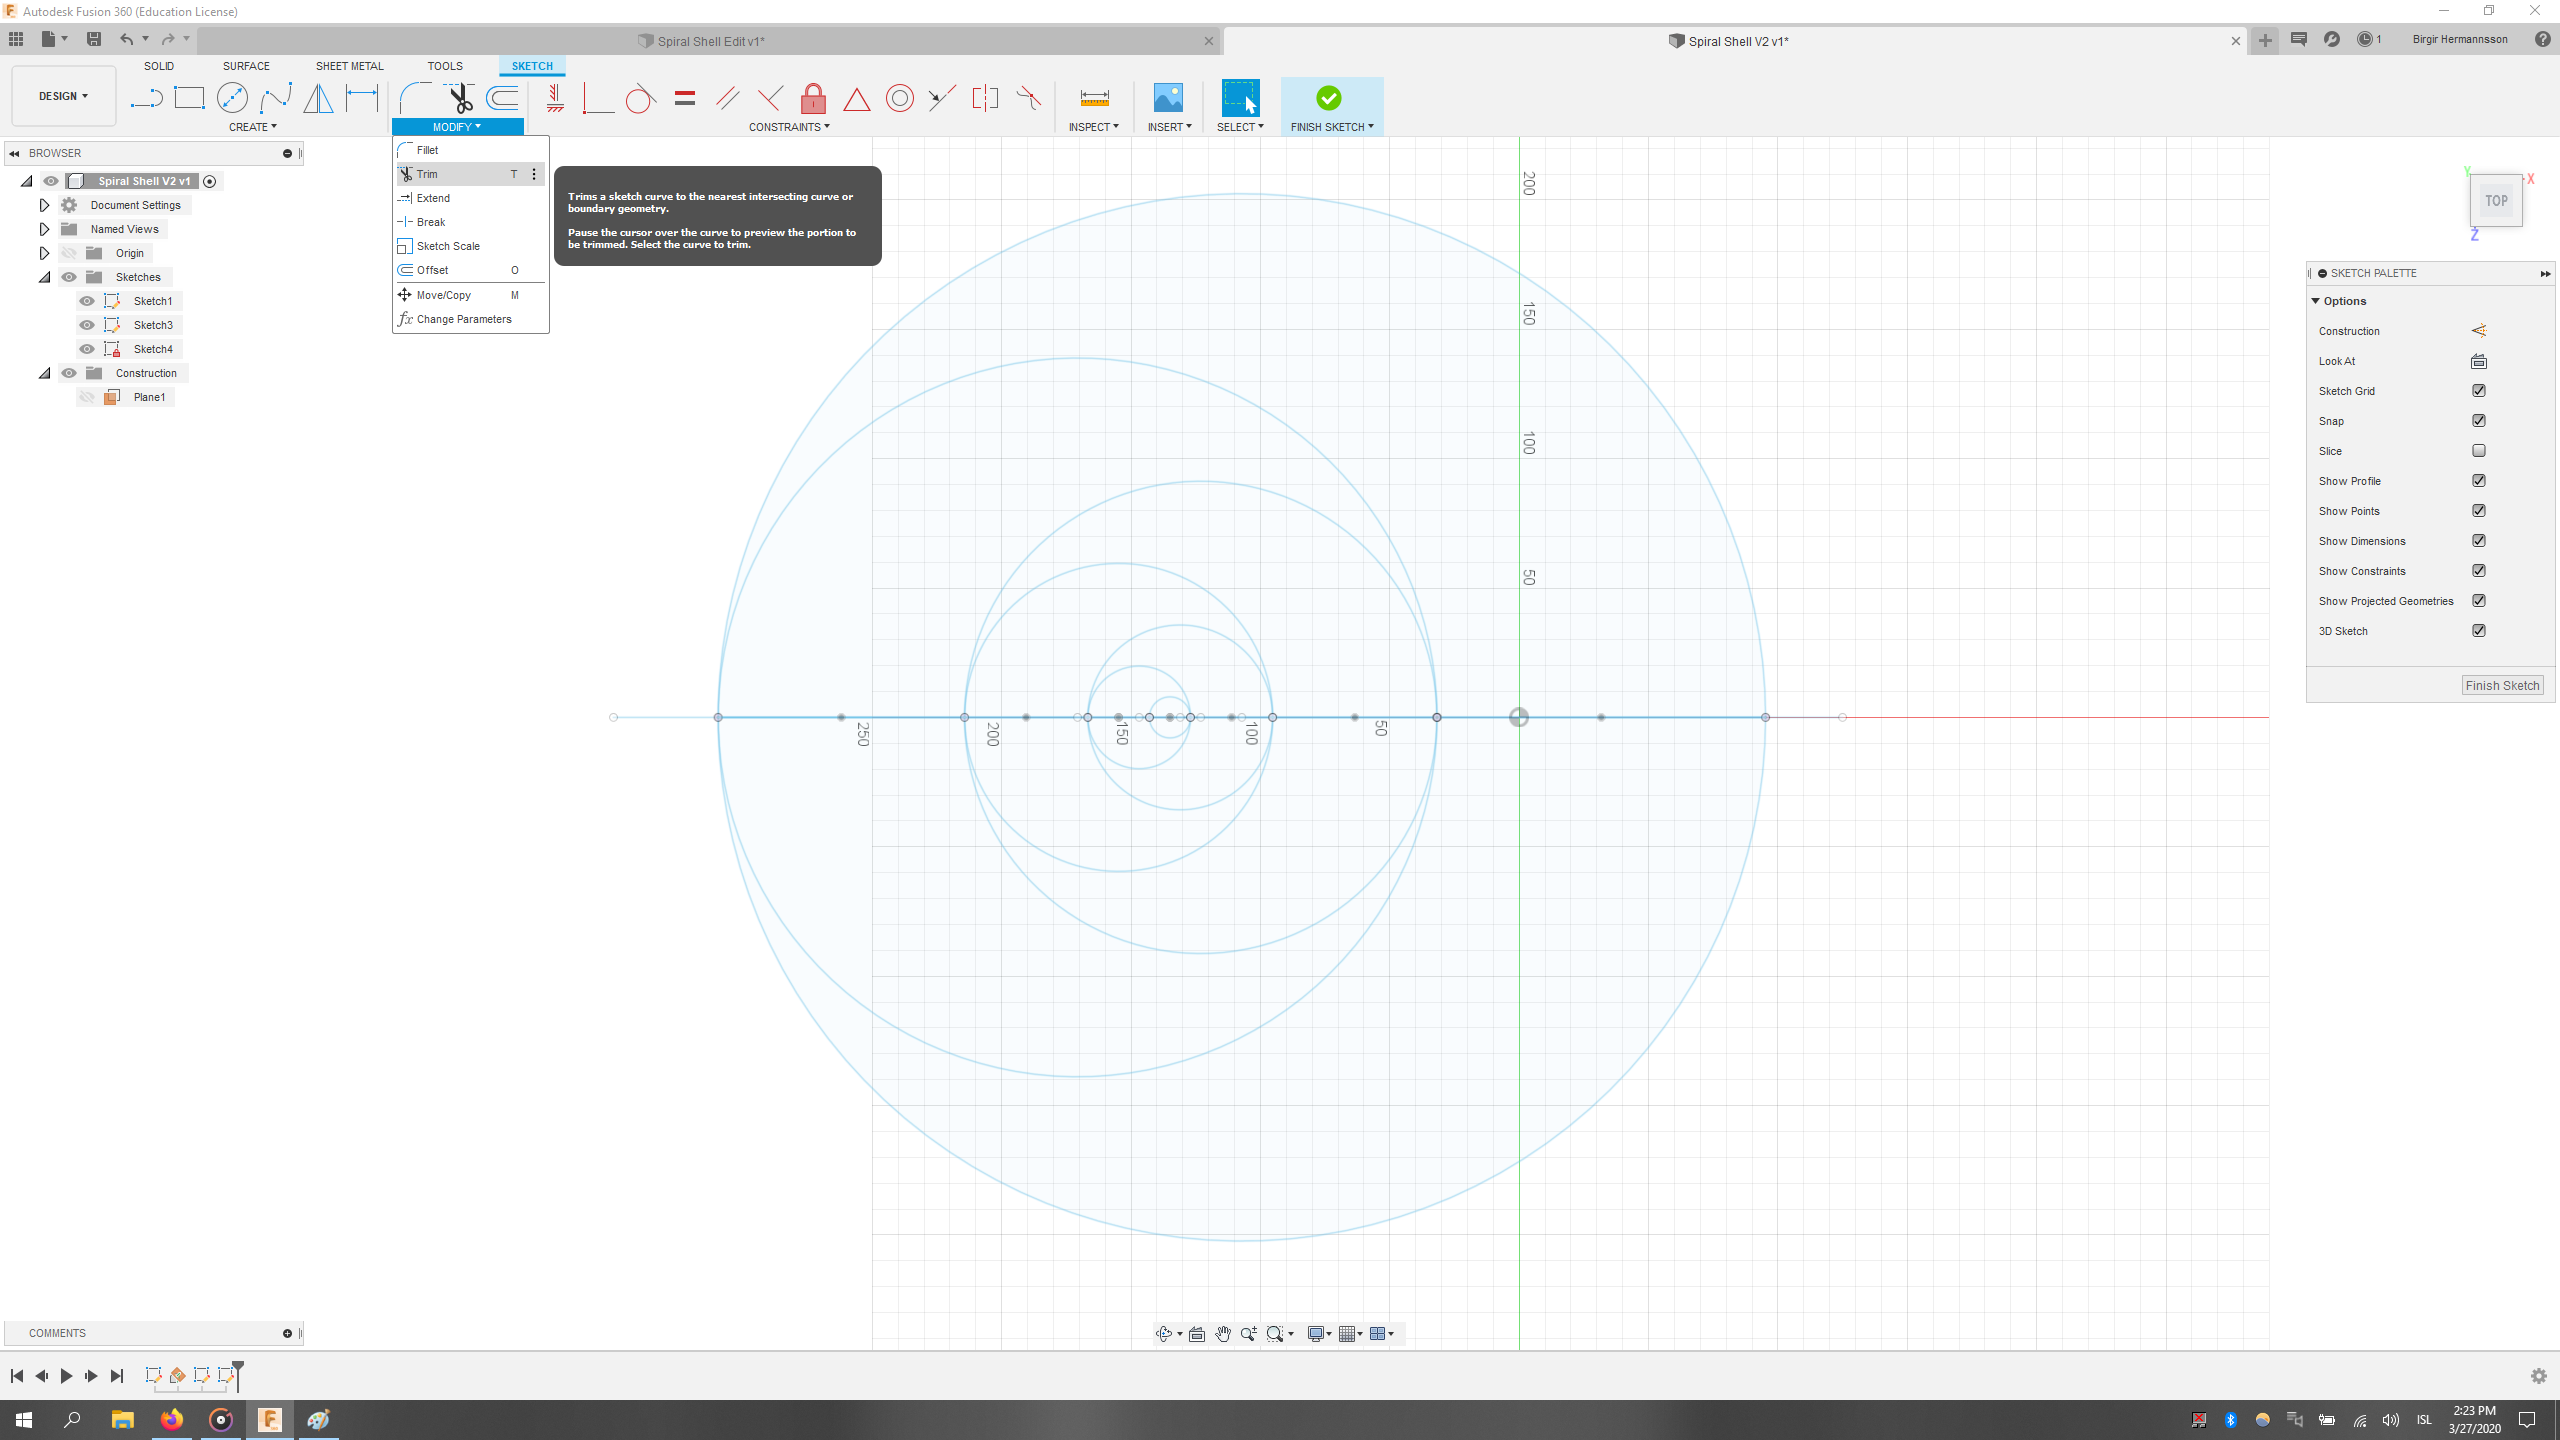 Autodesk Fusion 360 (Education License)
Spiral Shell Edit v1*
Spiral Shell V2 v1*
1
Birgir Hermannsson
DESIGN
SOLID
SURFACE
SHEET METAL
TOOLS
SKETCH
CREATE
MODIFY
CONSTRAINTS
INSPECT
INSERT
SELECT
FINISH SKETCH
BROWSER
Spiral Shell V2 v1
Document Settings
Named Views
Origin
Sketches
Sketch1
Sketch3
Sketch4
Construction
Plane1
Fillet
Trim T
Extend
Break
Sketch Scale
Offset O
Move/Copy M
fx Change Parameters
Trims a sketch curve to the nearest intersecting curve or
boundary geometry.
Pause the cursor over the curve to preview the portion to
be trimmed. Select the curve to trim.
200
150
100
50
250
200
150
100
50
Y
X
TOP
Z
SKETCH PALETTE
Options
Construction
Look At
Sketch Grid
Snap
Slice
Show Profile
Show Points
Show Dimensions
Show Constraints
Show Projected Geometries
3D Sketch
Finish Sketch
COMMENTS
ISL
2:23 PM
3/27/2020